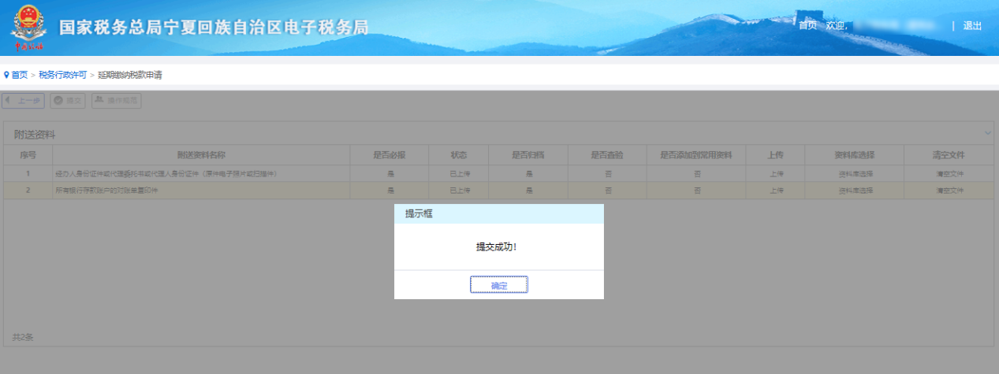 国家税务总局宁夏回族自治区电子税务局
首页 欢迎, | 退出
中国税务
首页 > 税务行政许可 > 延期缴纳税款申请
上一步 提交
附送资料
序号 附送资料名称 是否必报 状态 是否归档 是否查验 是否添加到常用资料 上传 资料库选择 清空文件
1 经办人身份证件或代理委托书或代理人身份证件（原件电子照片或扫描件） 是 已上传 是 否 否 上传 资料库选择 清空文件
2 所有银行存款账户的对账单复印件 是 已上传 是 否 否 上传 资料库选择 清空文件
提示框
提交成功!
确定
共2条